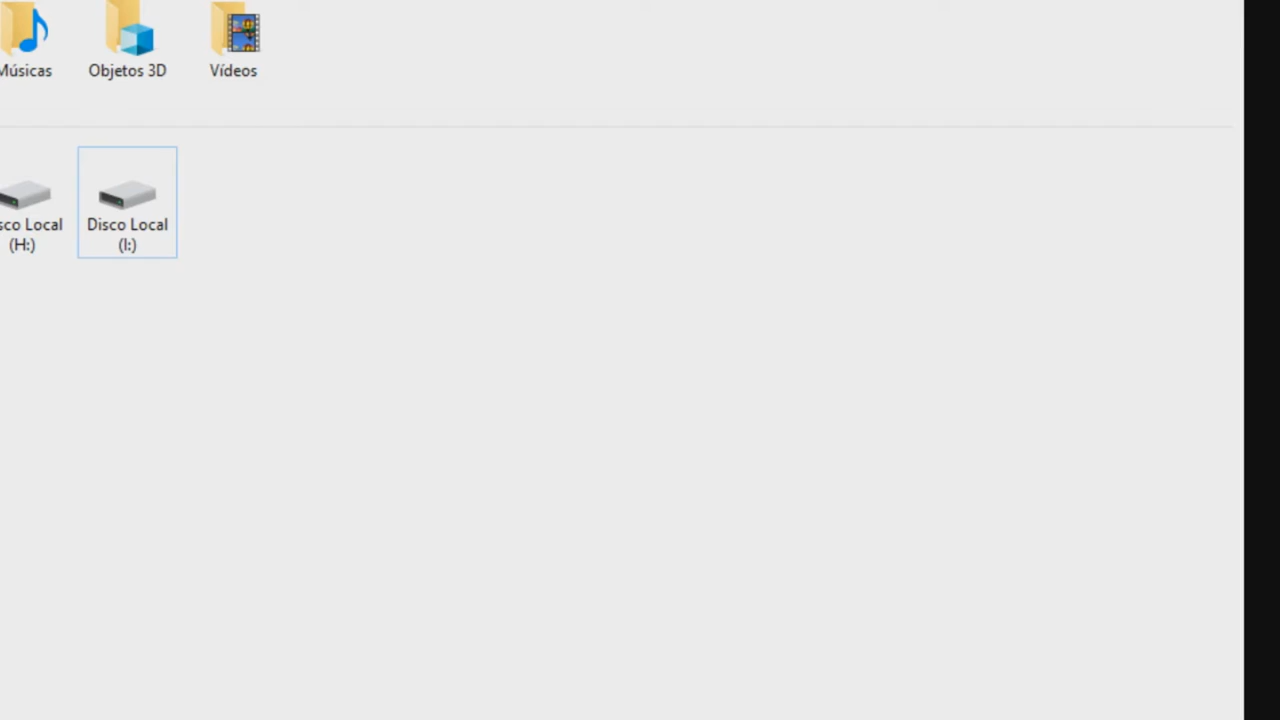 Músicas
Objetos 3D
Vídeos
sco Local
(H:)
Disco Local
(I:)